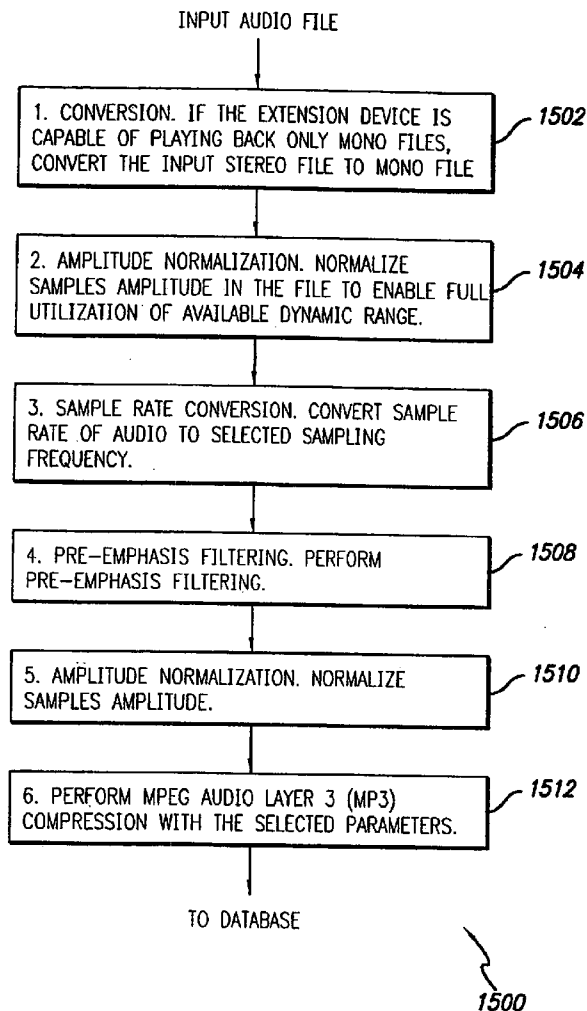 INPUT AUDIO FILE
1. CONVERSION. IF THE EXTENSION DEVICE IS
CAPABLE OF PLAYING BACK ONLY MONO FILES,
CONVERT THE INPUT STEREO FILE TO MONO FILE
1502
2. AMPLITUDE NORMALIZATION. NORMALIZE
SAMPLES AMPLITUDE IN THE FILE TO ENABLE FULL
UTILIZATION OF AVAILABLE DYNAMIC RANGE.
1504
3. SAMPLE RATE CONVERSION. CONVERT SAMPLE
RATE OF AUDIO TO SELECTED SAMPLING
FREQUENCY.
1506
4. PRE-EMPHASIS FILTERING. PERFORM
PRE-EMPHASIS FILTERING.
1508
5. AMPLITUDE NORMALIZATION. NORMALIZE
SAMPLES AMPLITUDE.
1510
6. PERFORM MPEG AUDIO LAYER 3 (MP3)
COMPRESSION WITH THE SELECTED PARAMETERS.
1512
TO DATABASE
1500